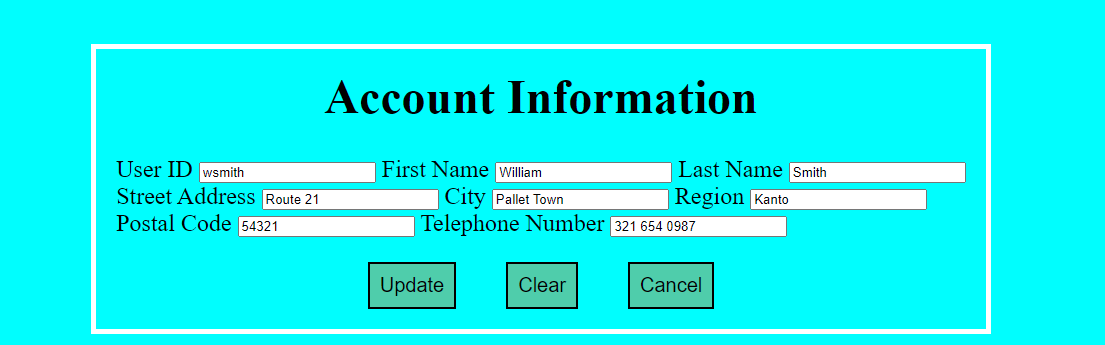 Account Information
User ID wsmith First Name William Last Name Smith
Street Address Route 21 City Pallet Town Region Kanto
Postal Code 54321 Telephone Number 321 654 0987
Update Clear Cancel